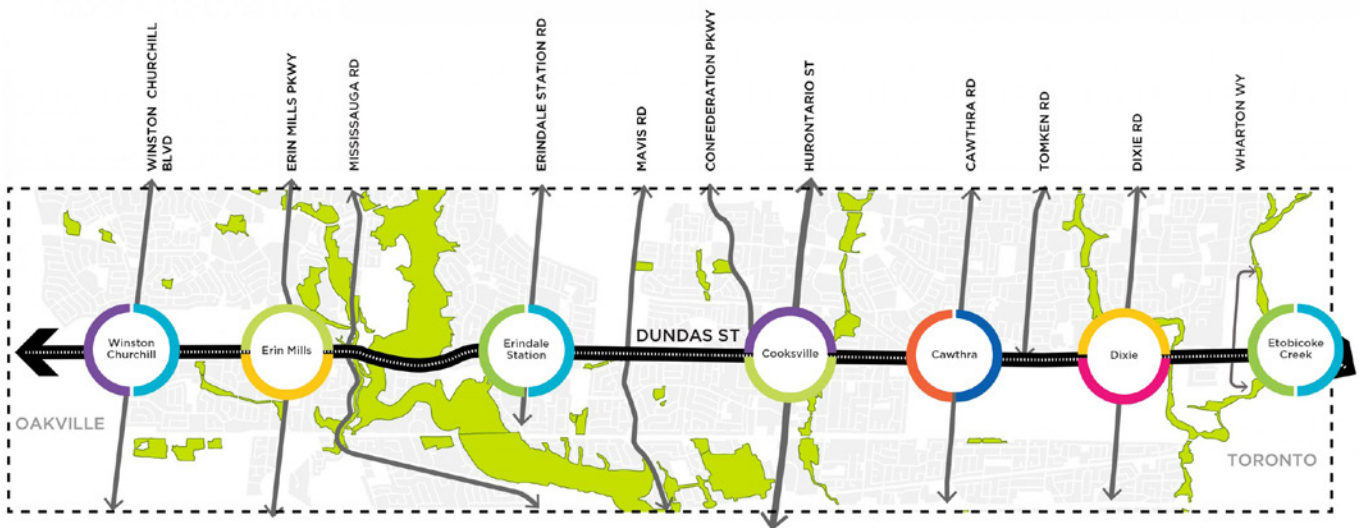 WINSTON CHURCHILL
BLVD
ERIN MILLS PKWY
MISSISSAUGA RD
ERINDALE STATION RD
MAVIS RD
CONFEDERATION PKWY
HURONTARIO ST
CAWTHRA RD
TOMKEN RD
DIXIE RD
WHARTON WY
DUNDAS ST
Winston
Churchill
Erin Mills
Erindale
Station
Cooksville
Cawthra
Dixie
Etobicoke
Creek
OAKVILLE
TORONTO